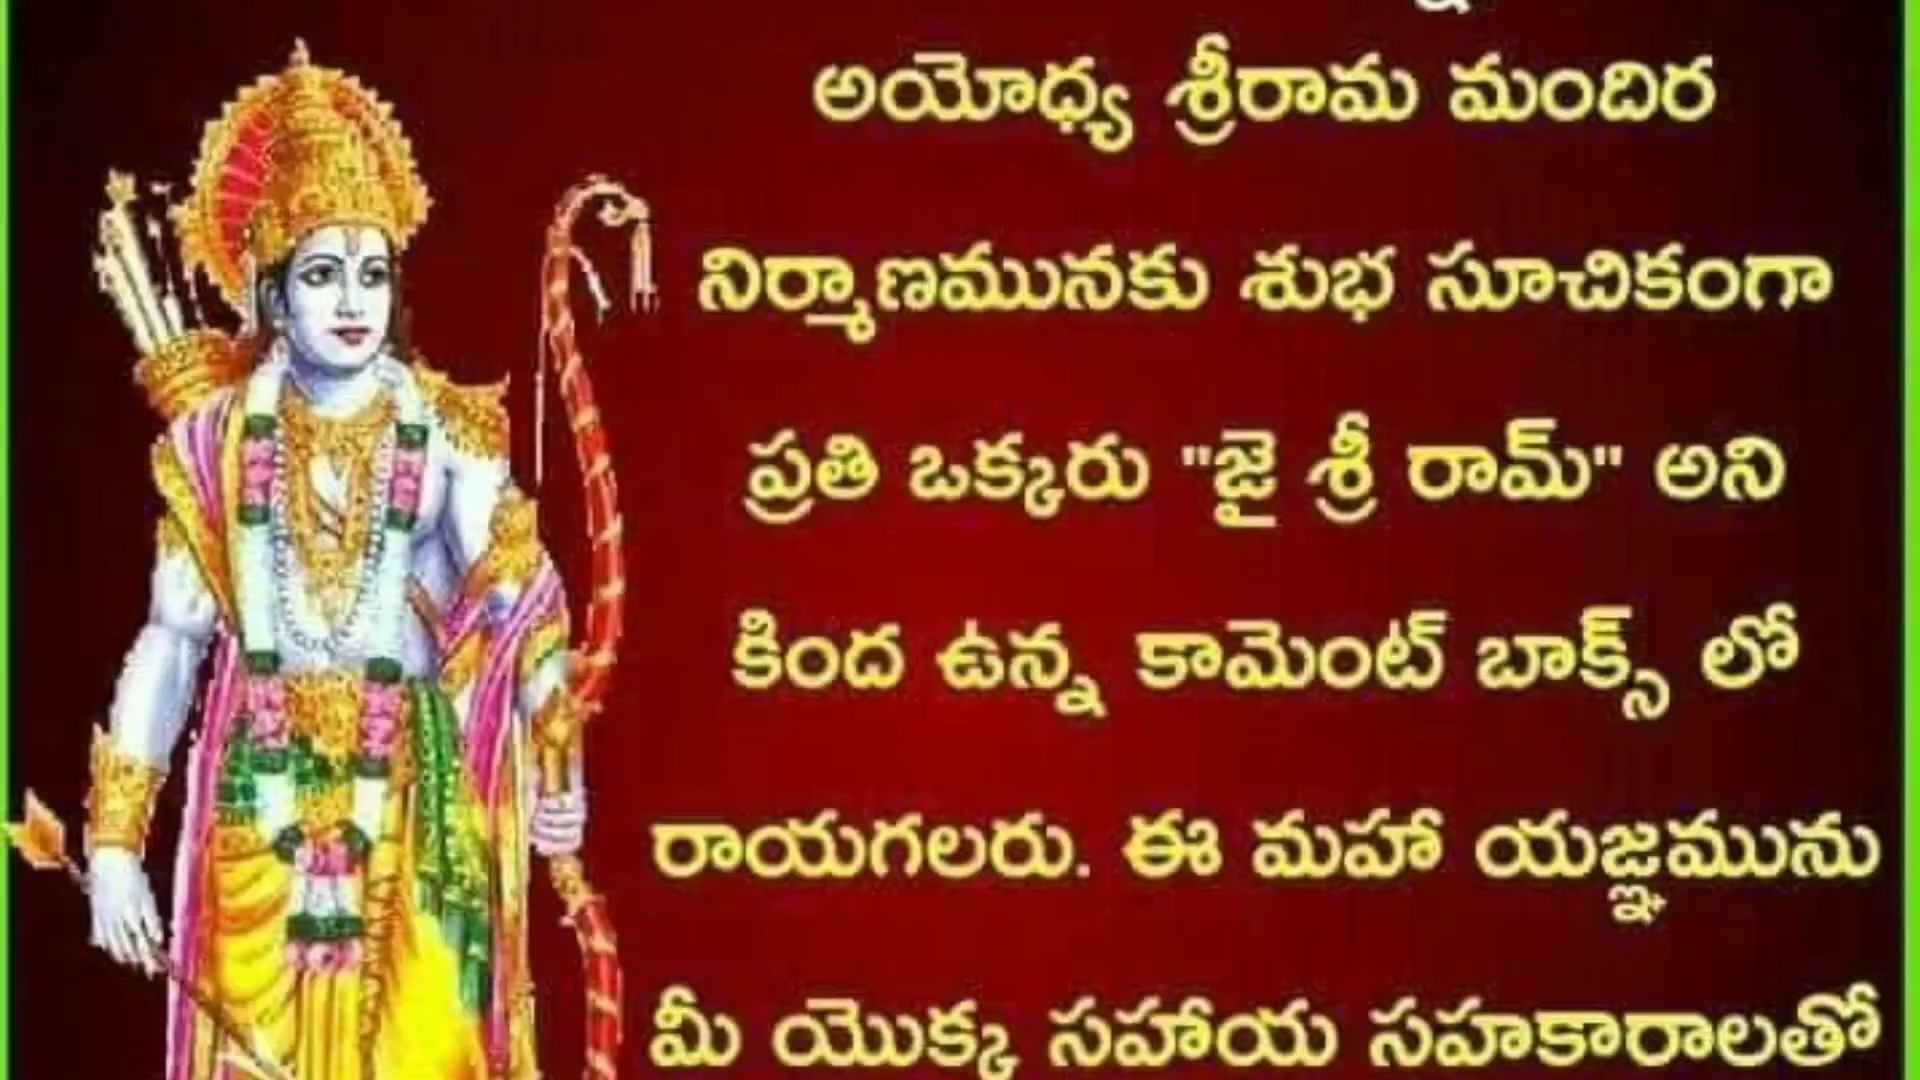 అయోధ్య శ్రీరామ మందిర
నిర్మాణమునకు శుభ సూచికంగా
ప్రతి ఒక్కరు "జై శ్రీ రామ్" అని
కింద ఉన్న కామెంట్ బాక్స్ లో
రాయగలరు. ఈ మహా యజ్ఞమును
మీ యొక్క సహాయ సహకారాలతో